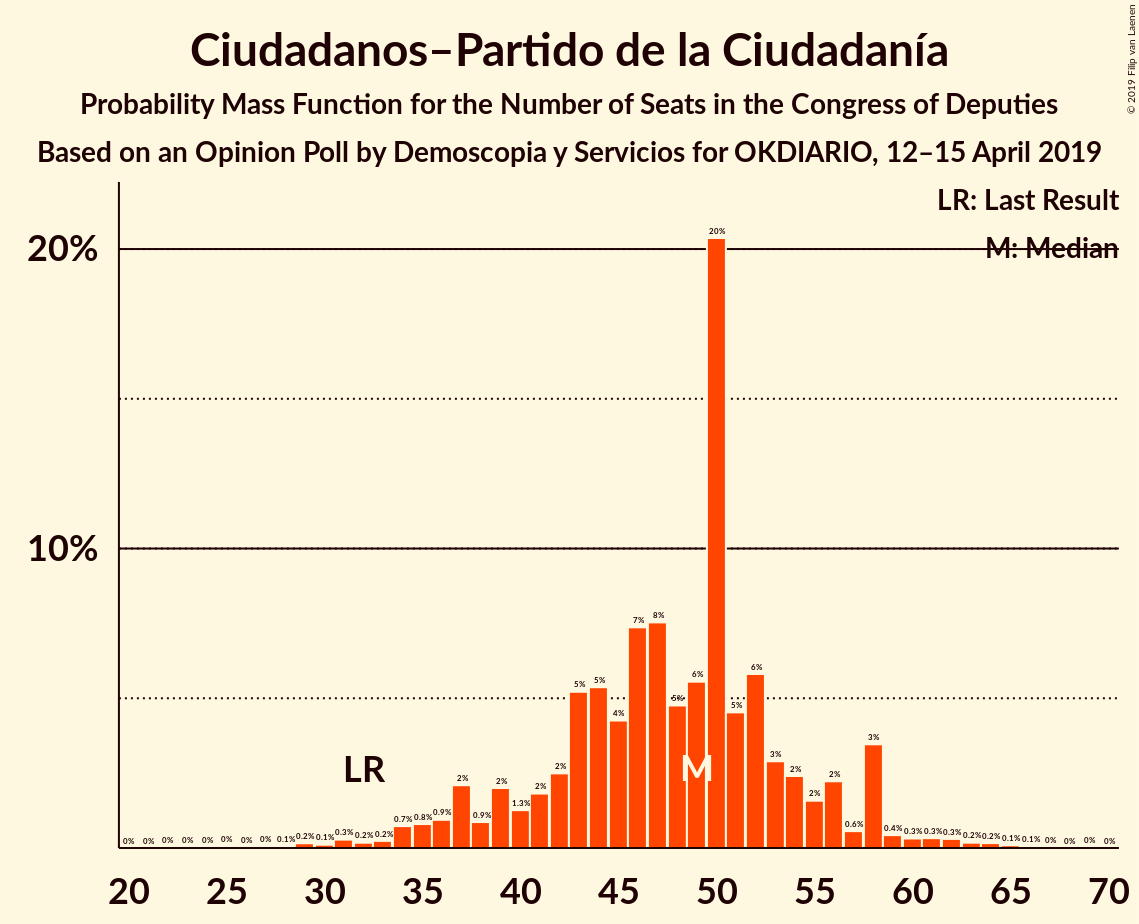 Ciudadanos–Partido de la Ciudadanía
Probability Mass Function for the Number of Seats in the Congress of Deputies
Based on an Opinion Poll by Demoscopia y Servicios for OKDIARIO, 12–15 April 2019
© 2019 Filip van Laenen
LR: Last Result
M: Median
20%
10%
0% 0% 0% 0% 0% 0% 0% 0% 0.1% 0.2% 0.1% 0.3% 0.2% 0.2% 0.7% 0.8% 0.9% 2% 0.9% 2% 1.3% 2% 2% 5% 5% 4% 7% 8% 5% 6% 20% 5% 6% 3% 2% 2% 2% 0.6% 3% 0.4% 0.3% 0.3% 0.3% 0.2% 0.2% 0.1% 0.1% 0% 0% 0% 0%
LR
M
20 25 30 35 40 45 50 55 60 65 70